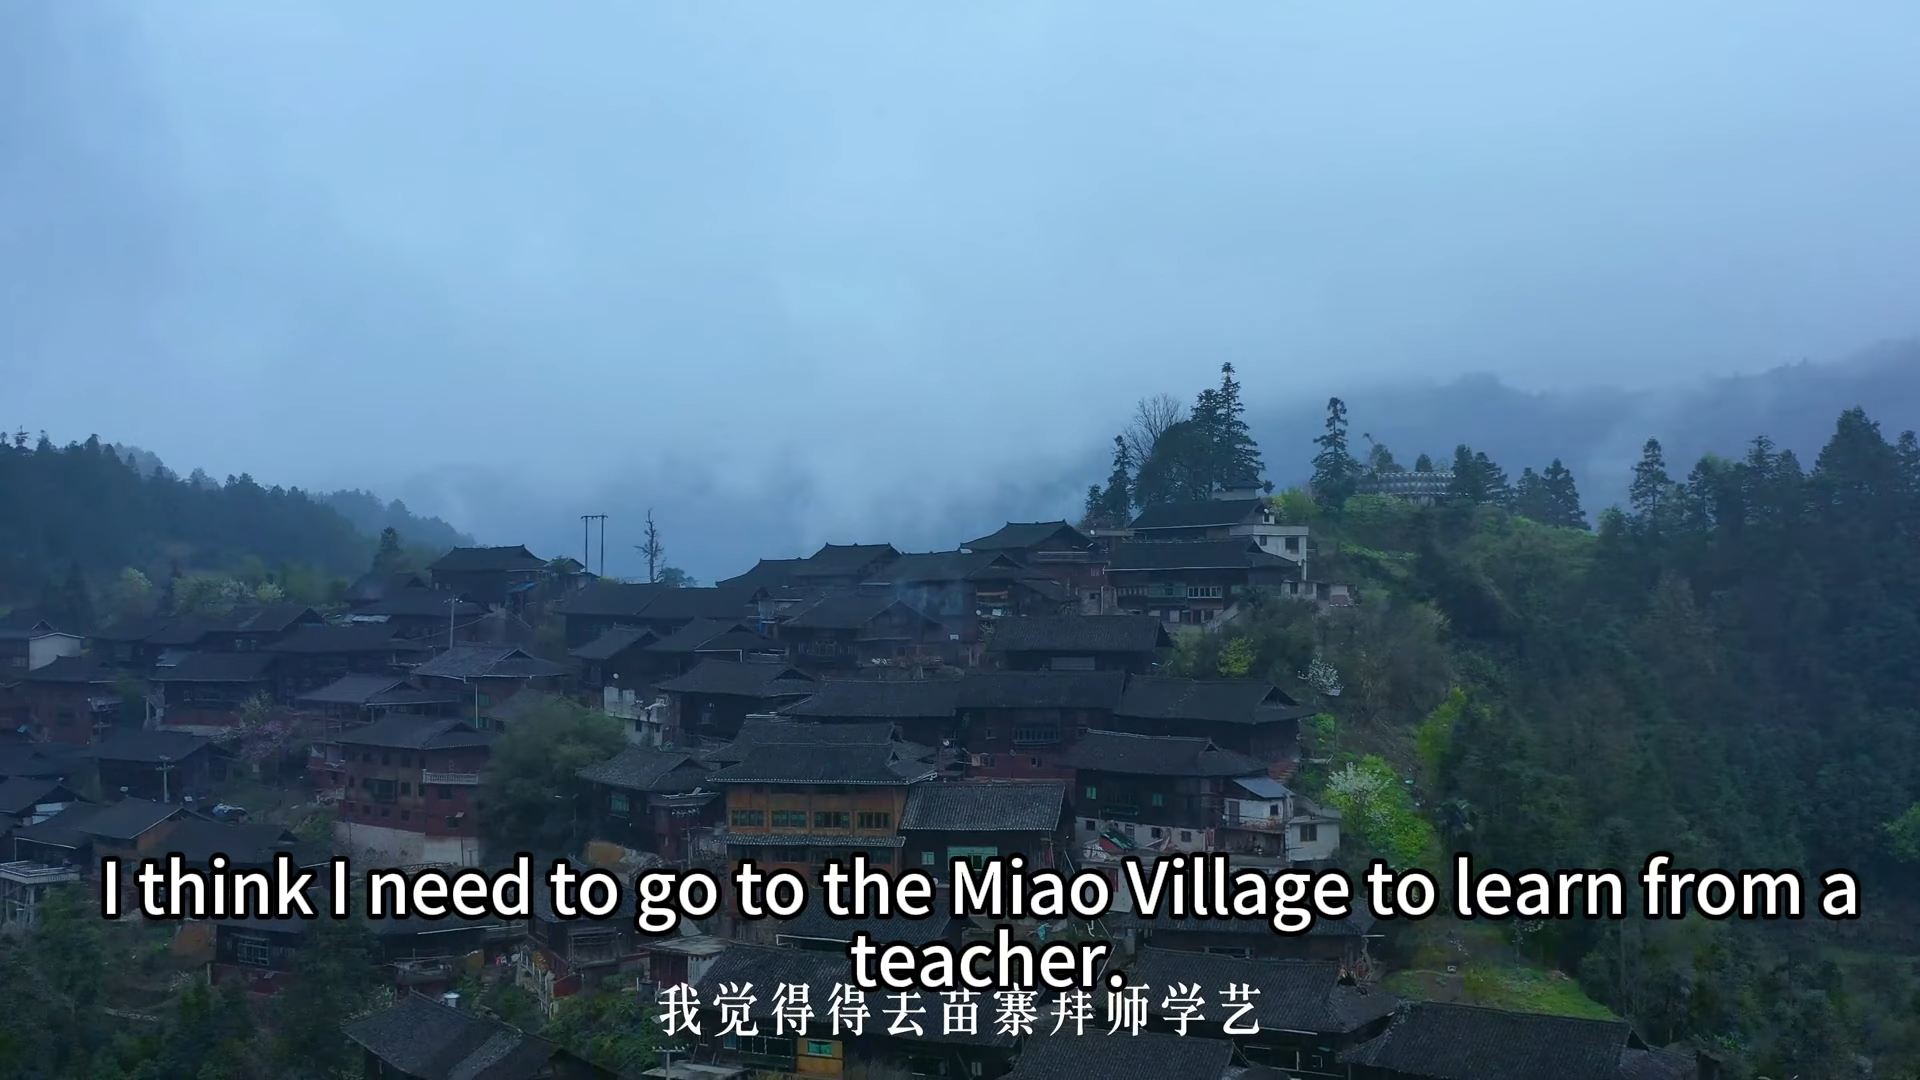 I think I need to go to the Miao Village to learn from a
teacher.
我觉得得去苗寨拜师学艺